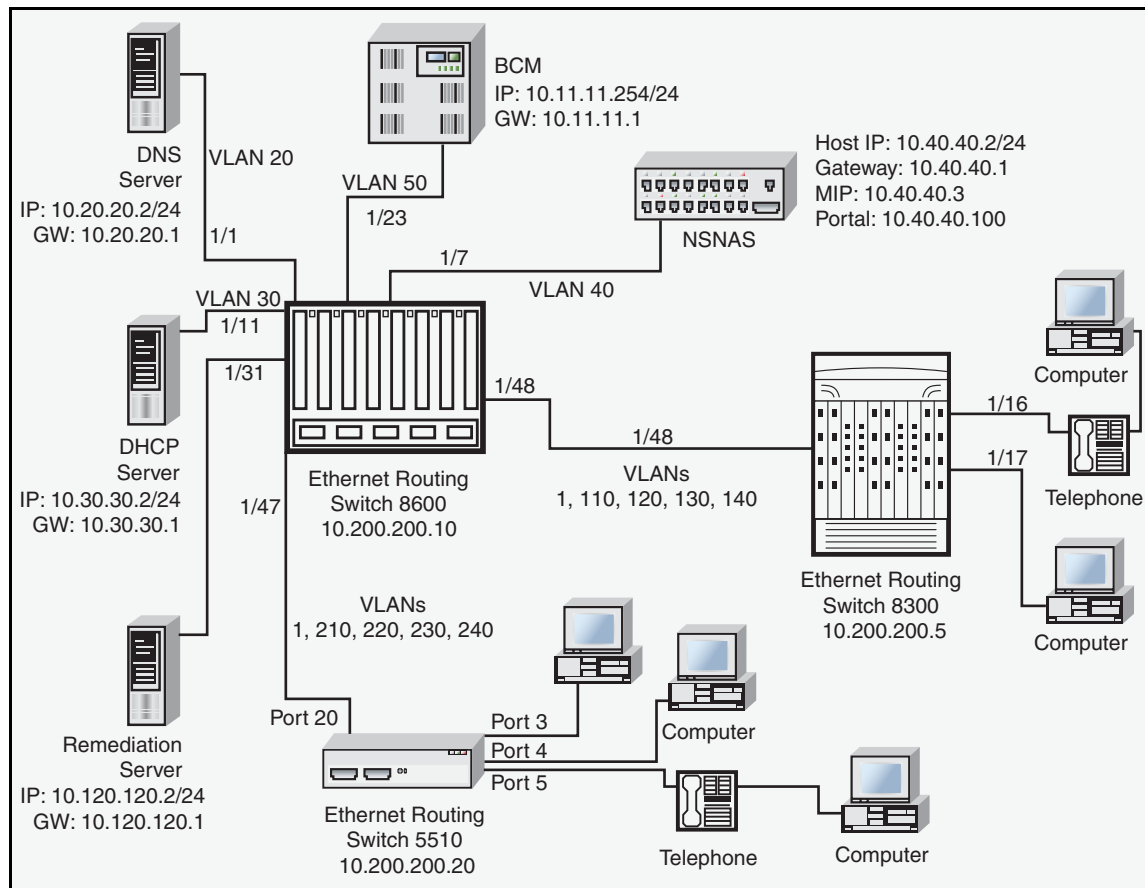 DNS
Server
IP: 10.20.20.2/24
GW: 10.20.20.1
VLAN 20
1/1
BCM
IP: 10.11.11.254/24
GW: 10.11.11.1
VLAN 50
1/23
Host IP: 10.40.40.2/24
Gateway: 10.40.40.1
MIP: 10.40.40.3
Portal: 10.40.40.100
NSNAS
1/7
VLAN 40
VLAN 30
1/11
DHCP
Server
IP: 10.30.30.2/24
GW: 10.30.30.1
1/31
Ethernet Routing
Switch 8600
10.200.200.10
1/48
1/48
VLANs
1, 110, 120, 130, 140
Ethernet Routing
Switch 8300
10.200.200.5
1/16
1/17
Computer
Telephone
Computer
1/47
VLANs
1, 210, 220, 230, 240
Remediation
Server
IP: 10.120.120.2/24
GW: 10.120.120.1
Port 20
Ethernet Routing
Switch 5510
10.200.200.20
Port 3
Port 4
Port 5
Computer
Telephone
Computer